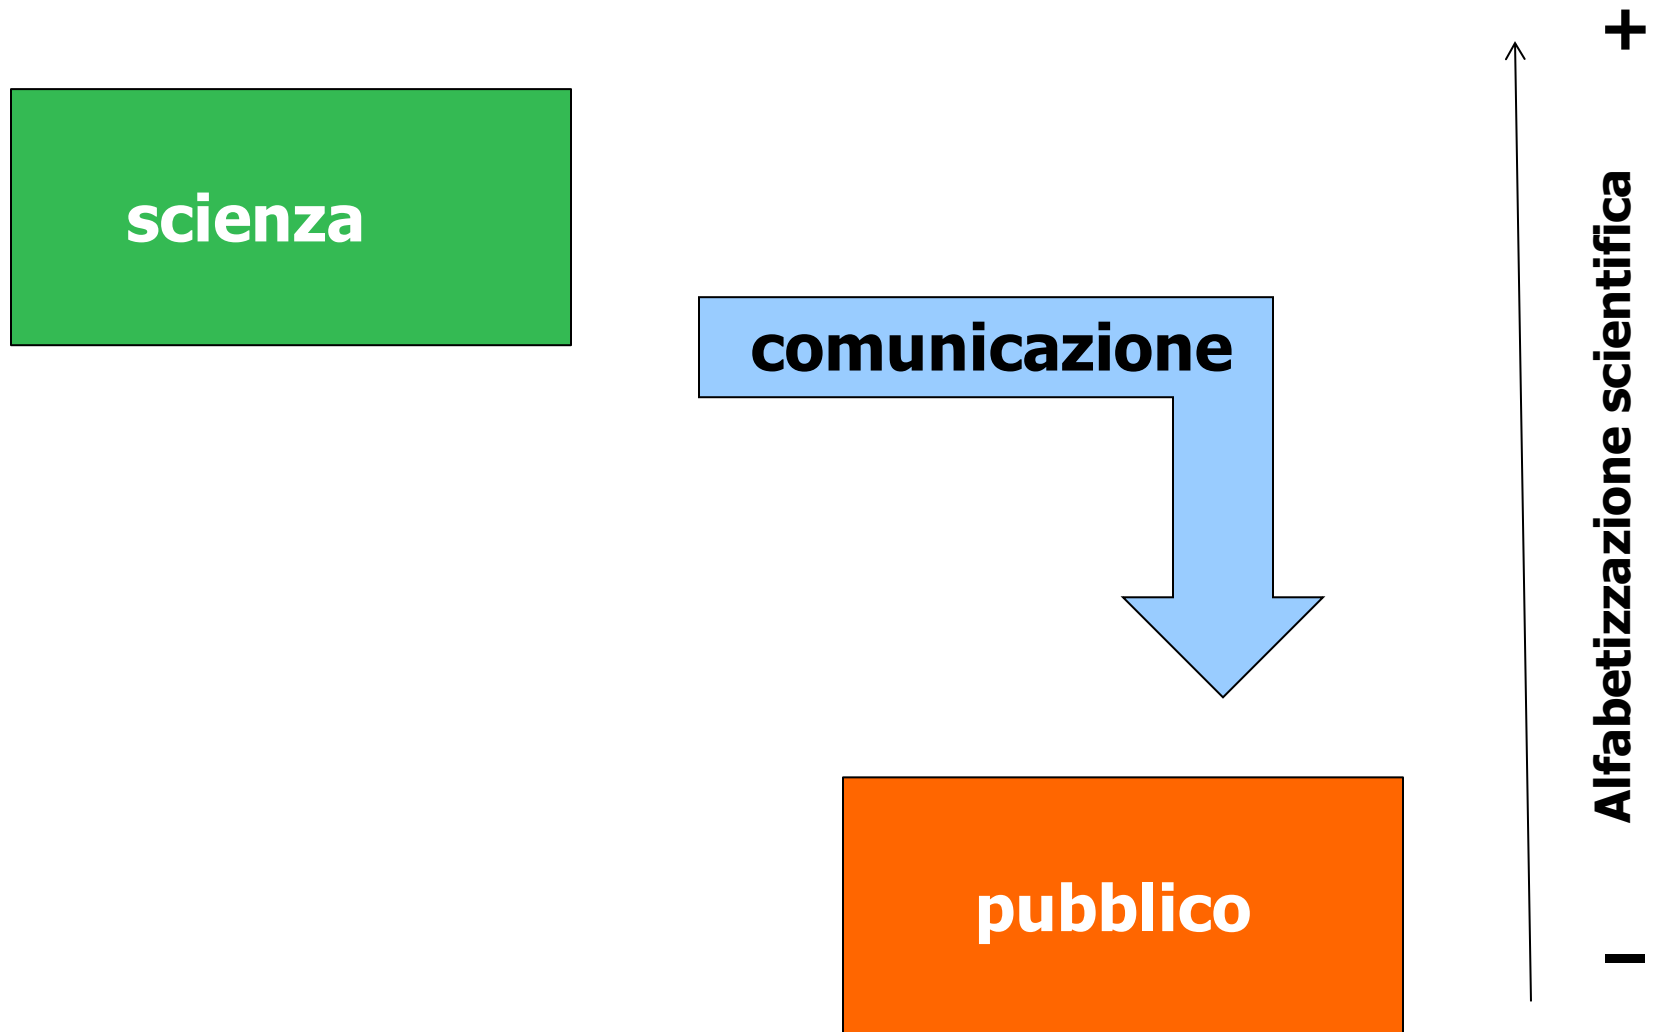 +
scienza
comunicazione
Alfabetizzazione scientifica
pubblico
–